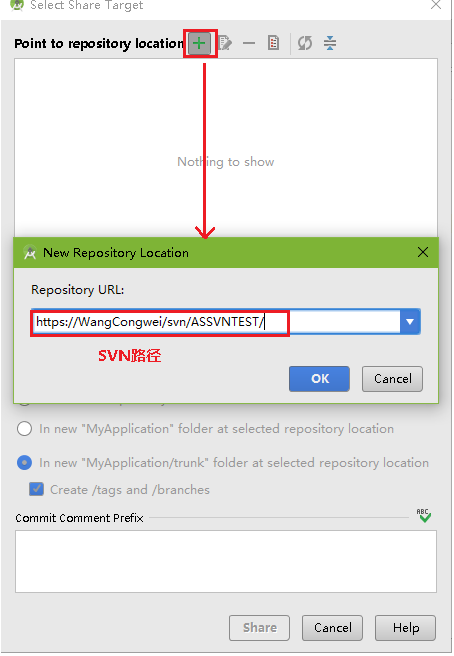 Select Share Target
Point to repository location
Nothing to show
New Repository Location
Repository URL:
https://WangCongwei/svn/ASSVNTEST/
SVN路径
OK
Cancel
In new "MyApplication" folder at selected repository location
In new "MyApplication/trunk" folder at selected repository location
Create /tags and /branches
Commit Comment Prefix
ABC
Share
Cancel
Help